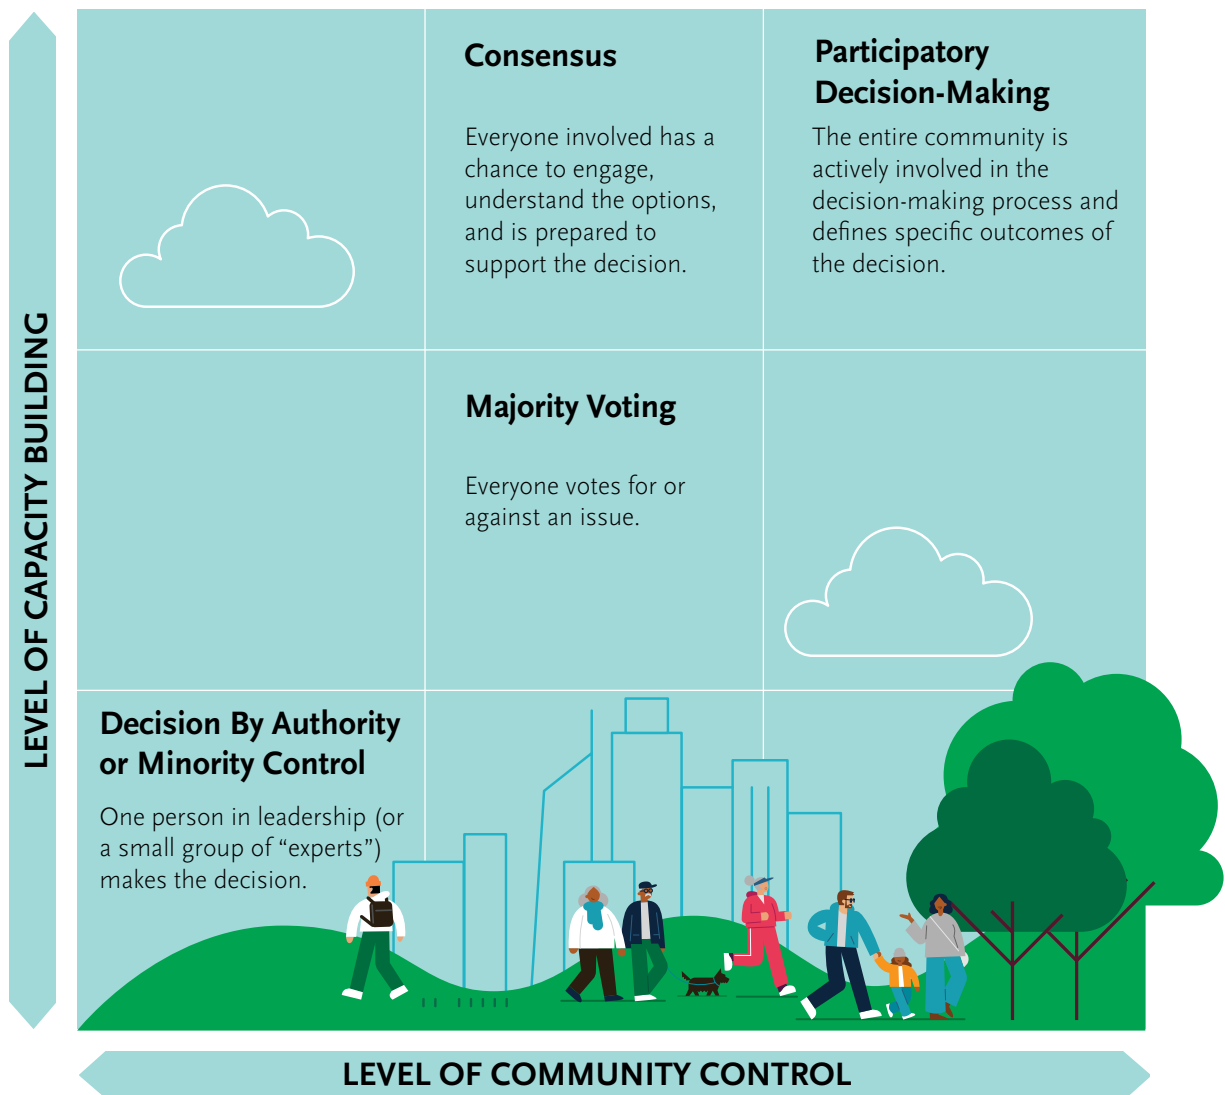 Consensus
Everyone involved has a
chance to engage,
understand the options,
and is prepared to
support the decision.
Participatory
Decision-Making
The entire community is
actively involved in the
decision-making process and
defines specific outcomes of
the decision.
Majority Voting
Everyone votes for or
against an issue.
Decision By Authority
or Minority Control
One person in leadership (or
a small group of “experts”)
makes the decision.
LEVEL OF CAPACITY BUILDING
LEVEL OF COMMUNITY CONTROL